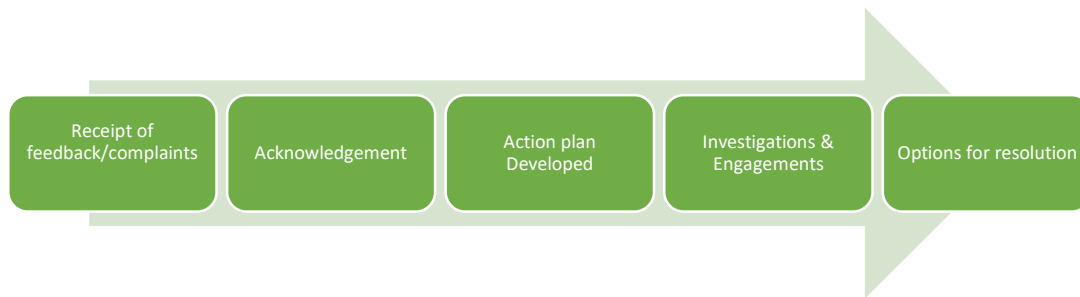 Receipt of
feedback/complaints
Acknowledgement
Action plan
Developed
Investigations &
Engagements
Options for resolution